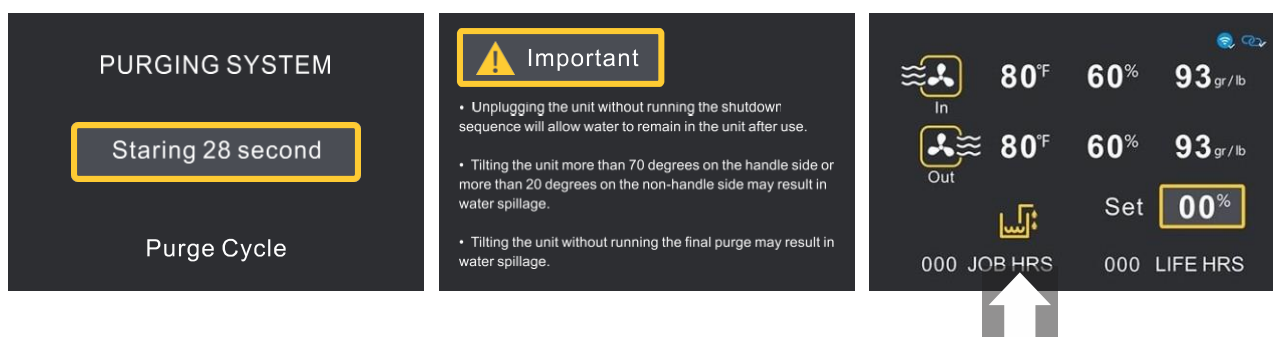 PURGING SYSTEM
Staring 28 second
Purge Cycle
Important
• Unplugging the unit without running the shutdown
sequence will allow water to remain in the unit after use.
• Tilting the unit more than 70 degrees on the handle side or
more than 20 degrees on the non-handle side may result in
water spillage.
• Tilting the unit without running the final purge may result in
water spillage.
80°F 60% 93 gr/lb
In
80°F 60% 93 gr/lb
Out
Set 00%
000 JOB HRS 000 LIFE HRS